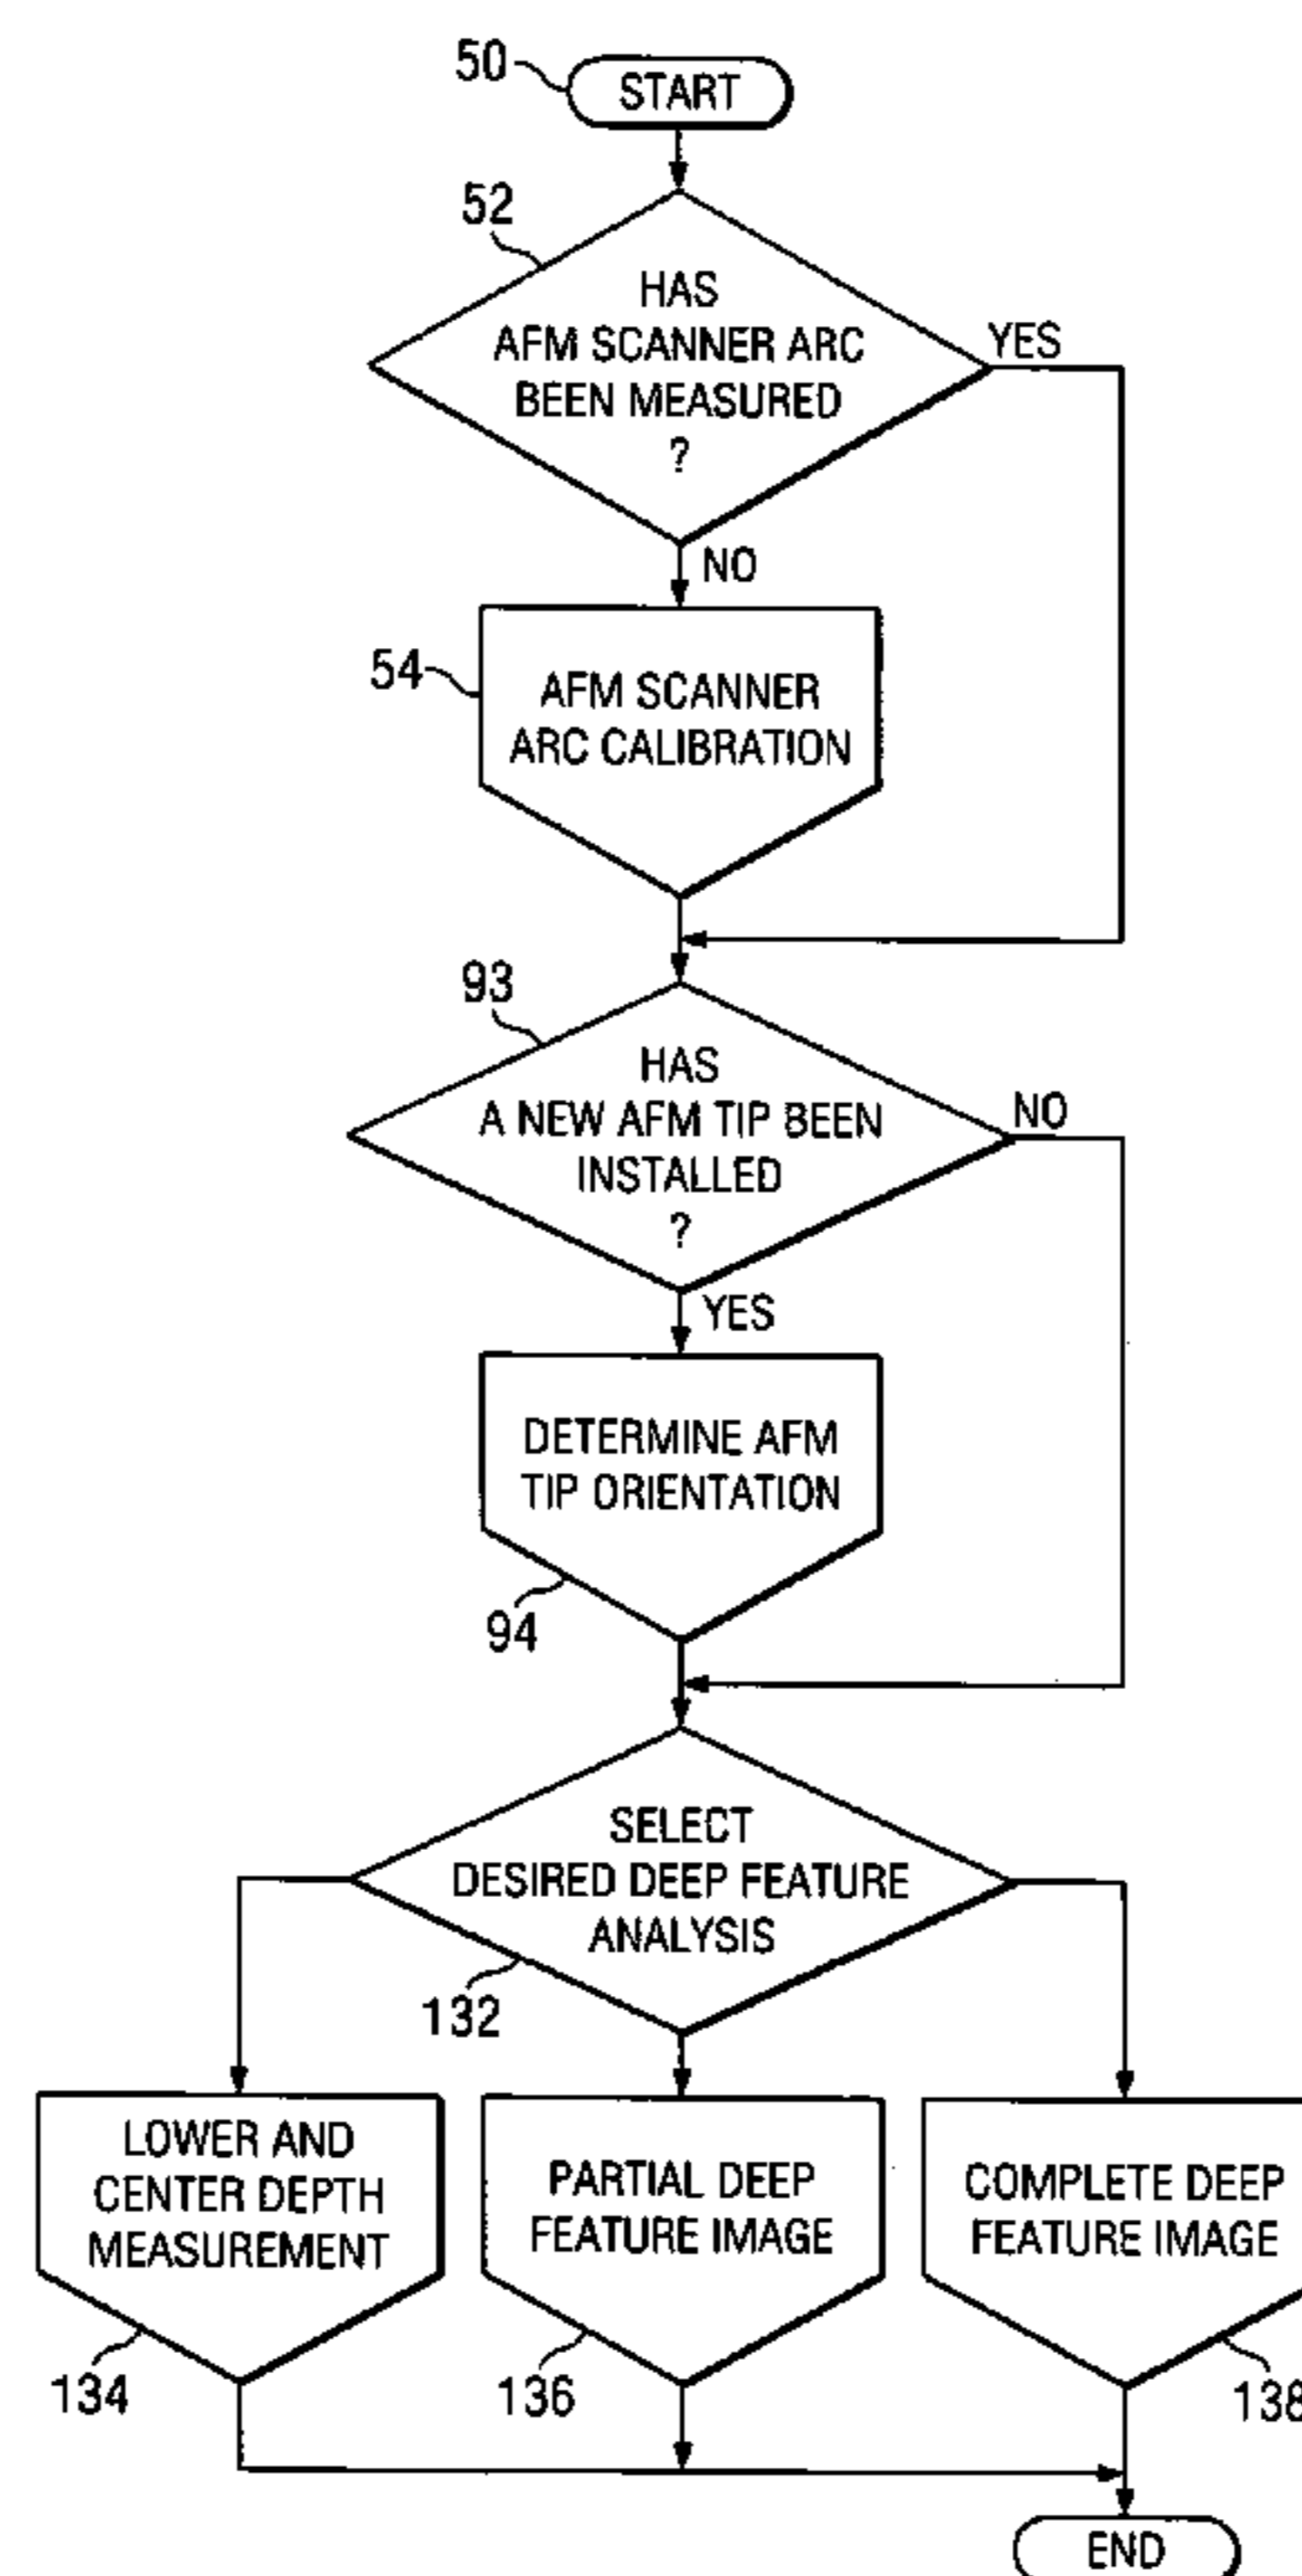 50
START
52
HAS
AFM SCANNER ARC
BEEN MEASURED
?
YES
NO
54
AFM SCANNER
ARC CALIBRATION
93
HAS
A NEW AFM TIP BEEN
INSTALLED
?
NO
YES
DETERMINE AFM
TIP ORIENTATION
94
SELECT
DESIRED DEEP FEATURE
ANALYSIS
132
LOWER AND
CENTER DEPTH
MEASUREMENT
134
PARTIAL DEEP
FEATURE IMAGE
136
COMPLETE DEEP
FEATURE IMAGE
138
END